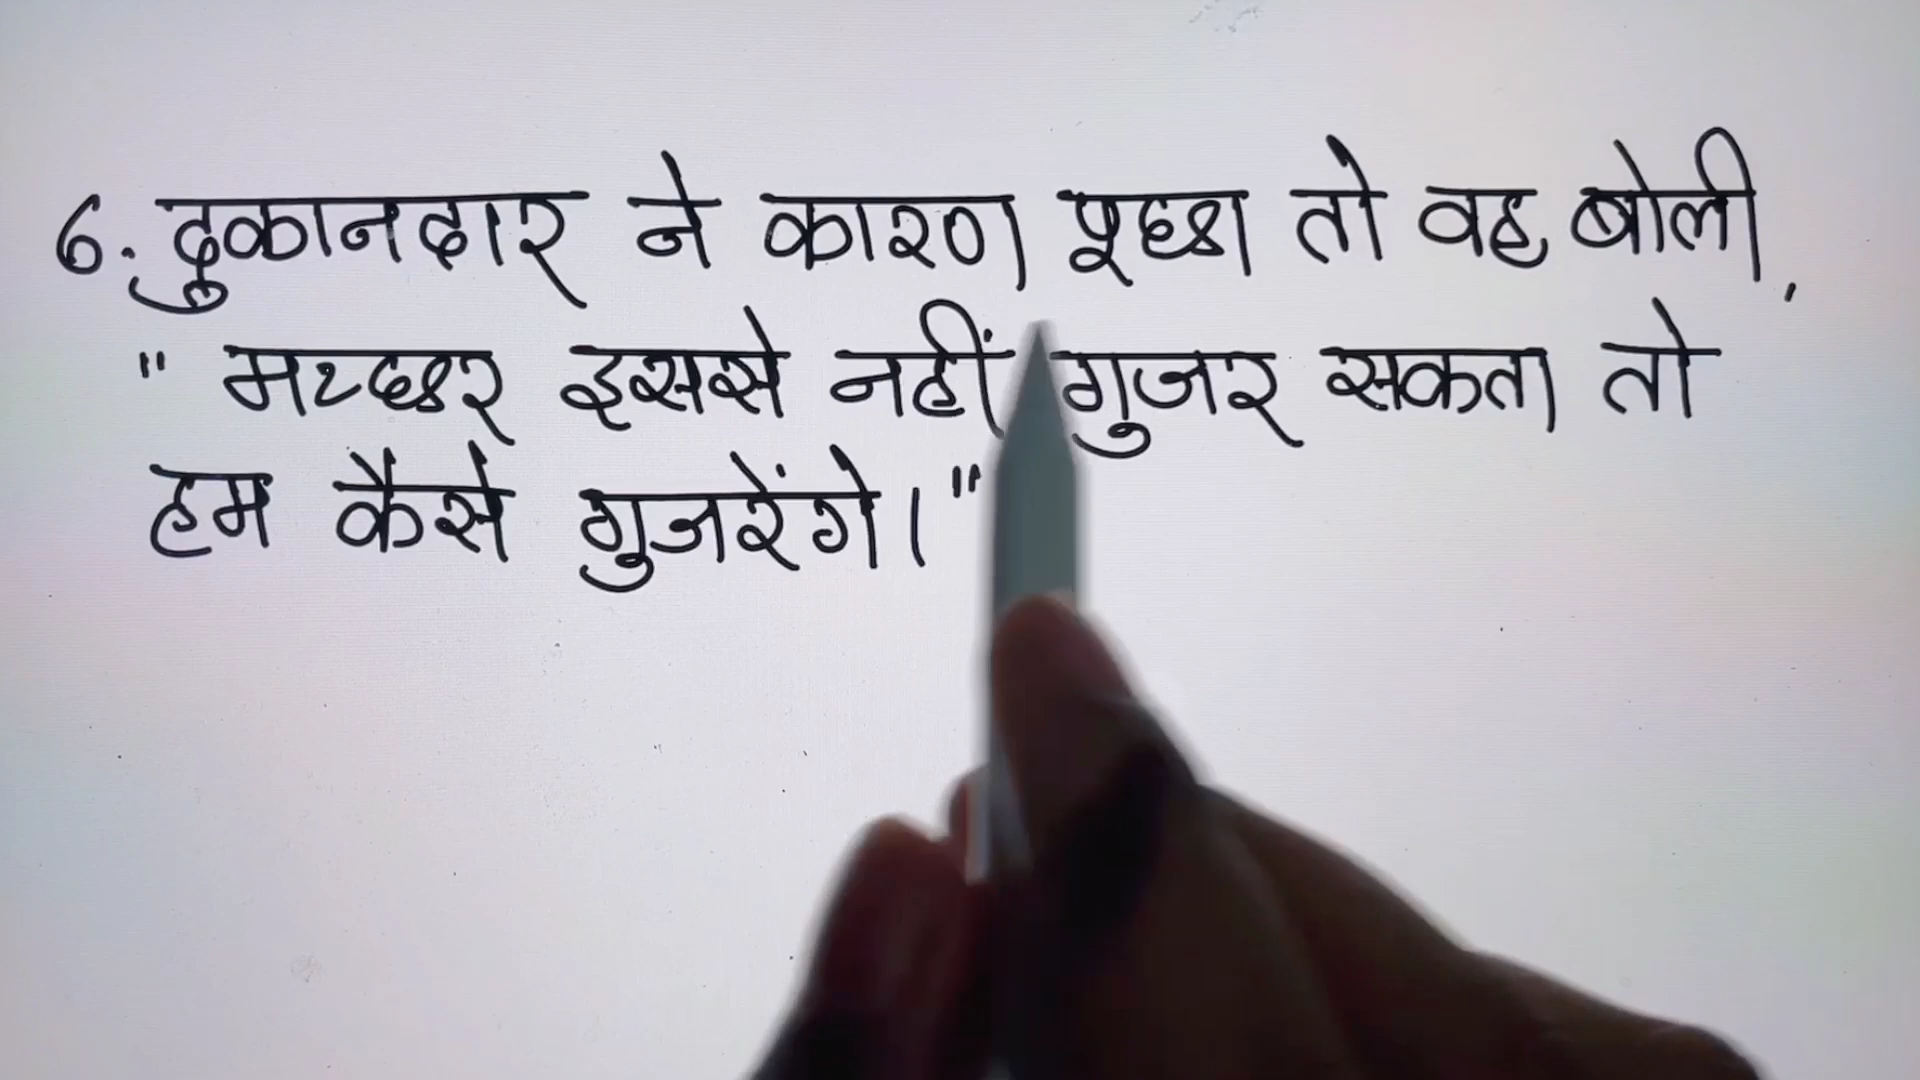 6. दुकानदार ने कारण पूछा तो वह बोली,
" मच्छर इससे नहीं गुजर सकता तो
हम कैसे गुजरेंगे।"